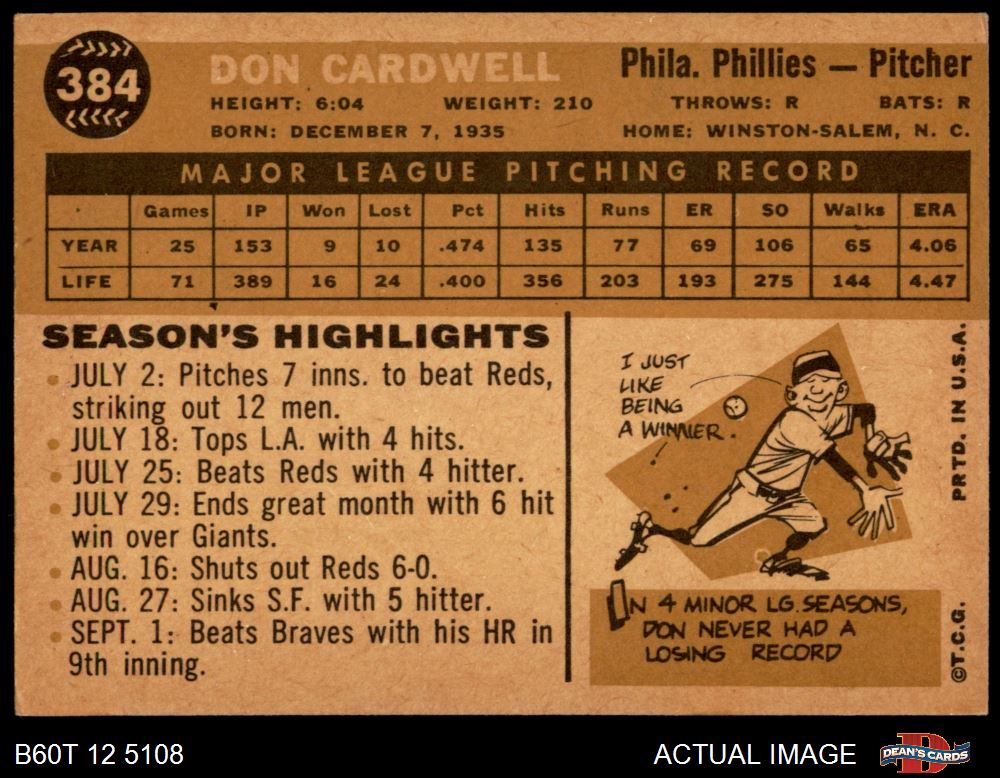 384
DON CARDWELL
Phila. Phillies — Pitcher
HEIGHT: 6:04 WEIGHT: 210 THROWS: R BATS: R
BORN: DECEMBER 7, 1935 HOME: WINSTON-SALEM, N. C.
MAJOR LEAGUE PITCHING RECORD
Games IP Won Lost Pct Hits Runs ER SO Walks ERA
YEAR 25 153 9 10 .474 135 77 69 106 65 4.06
LIFE 71 389 16 24 .400 356 203 193 275 144 4.47
SEASON'S HIGHLIGHTS
• JULY 2: Pitches 7 inns. to beat Reds,
striking out 12 men.
• JULY 18: Tops L.A. with 4 hits.
• JULY 25: Beats Reds with 4 hitter.
• JULY 29: Ends great month with 6 hit
win over Giants.
• AUG. 16: Shuts out Reds 6-0.
• AUG. 27: Sinks S.F. with 5 hitter.
• SEPT. 1: Beats Braves with his HR in
9th inning.
I JUST
LIKE
BEING
A WINNER.
IN 4 MINOR LG. SEASONS,
DON NEVER HAD A
LOSING RECORD
©T.C.G. PRTD. IN U.S.A.
B60T 12 5108
ACTUAL IMAGE
D
DEAN'S CARDS